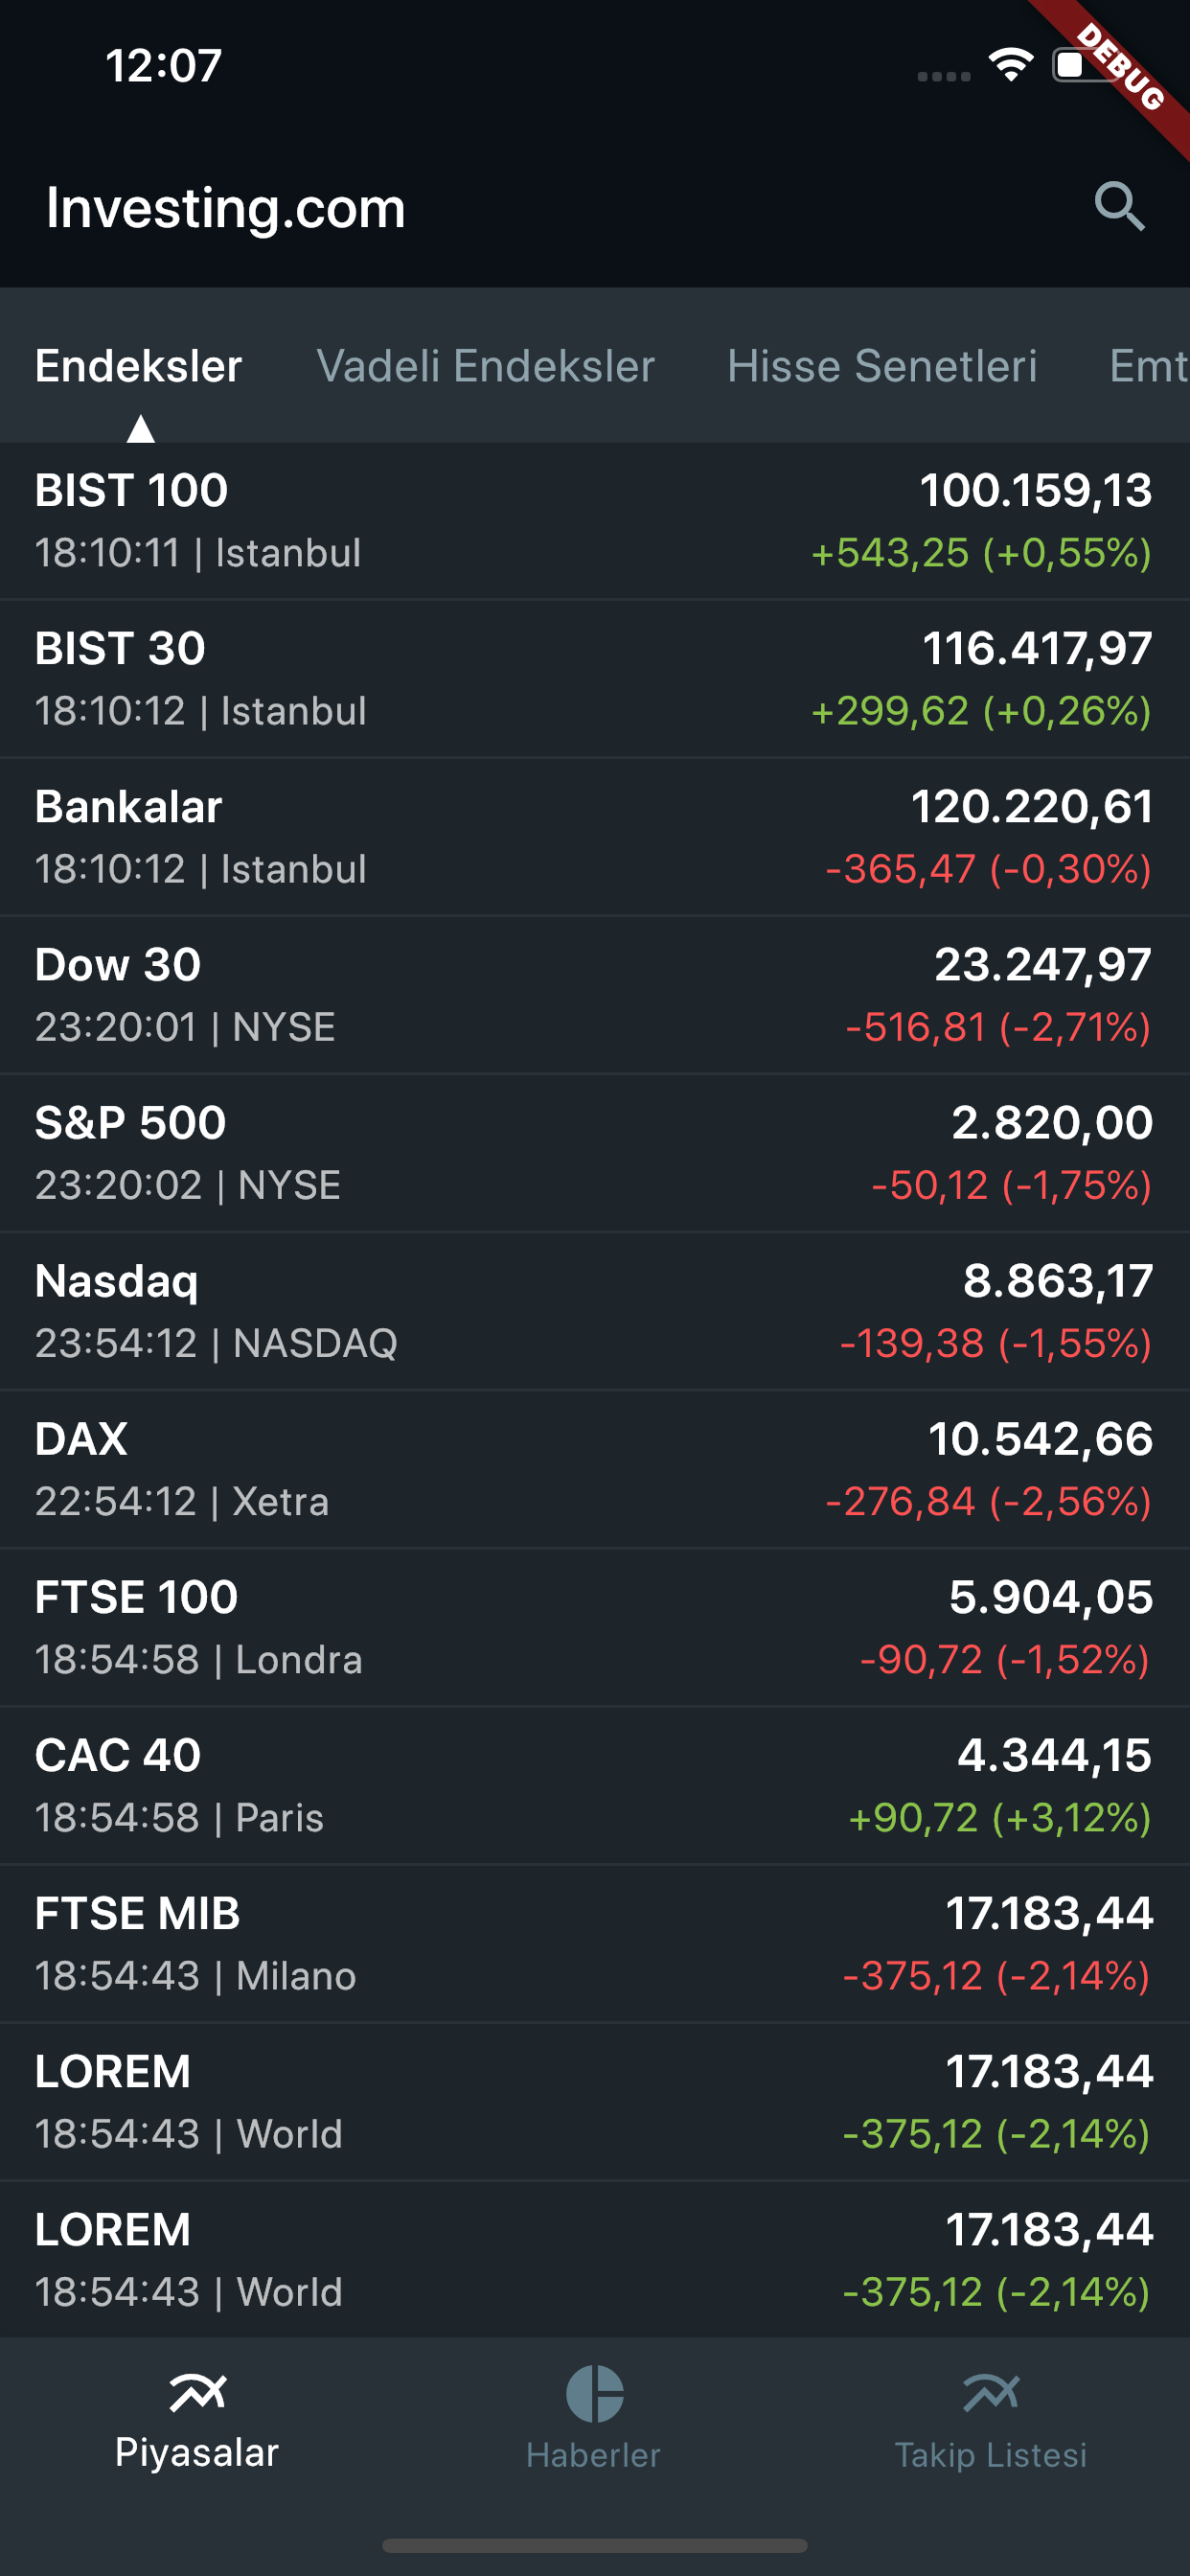 12:07
DEBUG
Investing.com
Endeksler Vadeli Endeksler Hisse Senetleri Emt
BIST 100 100.159,13
18:10:11 | Istanbul +543,25 (+0,55%)
BIST 30 116.417,97
18:10:12 | Istanbul +299,62 (+0,26%)
Bankalar 120.220,61
18:10:12 | Istanbul -365,47 (-0,30%)
Dow 30 23.247,97
23:20:01 | NYSE -516,81 (-2,71%)
S&P 500 2.820,00
23:20:02 | NYSE -50,12 (-1,75%)
Nasdaq 8.863,17
23:54:12 | NASDAQ -139,38 (-1,55%)
DAX 10.542,66
22:54:12 | Xetra -276,84 (-2,56%)
FTSE 100 5.904,05
18:54:58 | Londra -90,72 (-1,52%)
CAC 40 4.344,15
18:54:58 | Paris +90,72 (+3,12%)
FTSE MIB 17.183,44
18:54:43 | Milano -375,12 (-2,14%)
LOREM 17.183,44
18:54:43 | World -375,12 (-2,14%)
LOREM 17.183,44
18:54:43 | World -375,12 (-2,14%)
Piyasalar Haberler Takip Listesi